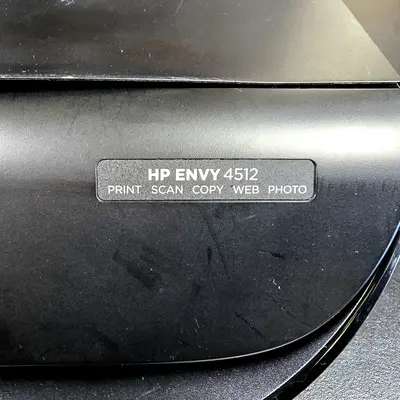 HP ENVY 4512
PRINT SCAN COPY WEB PHOTO